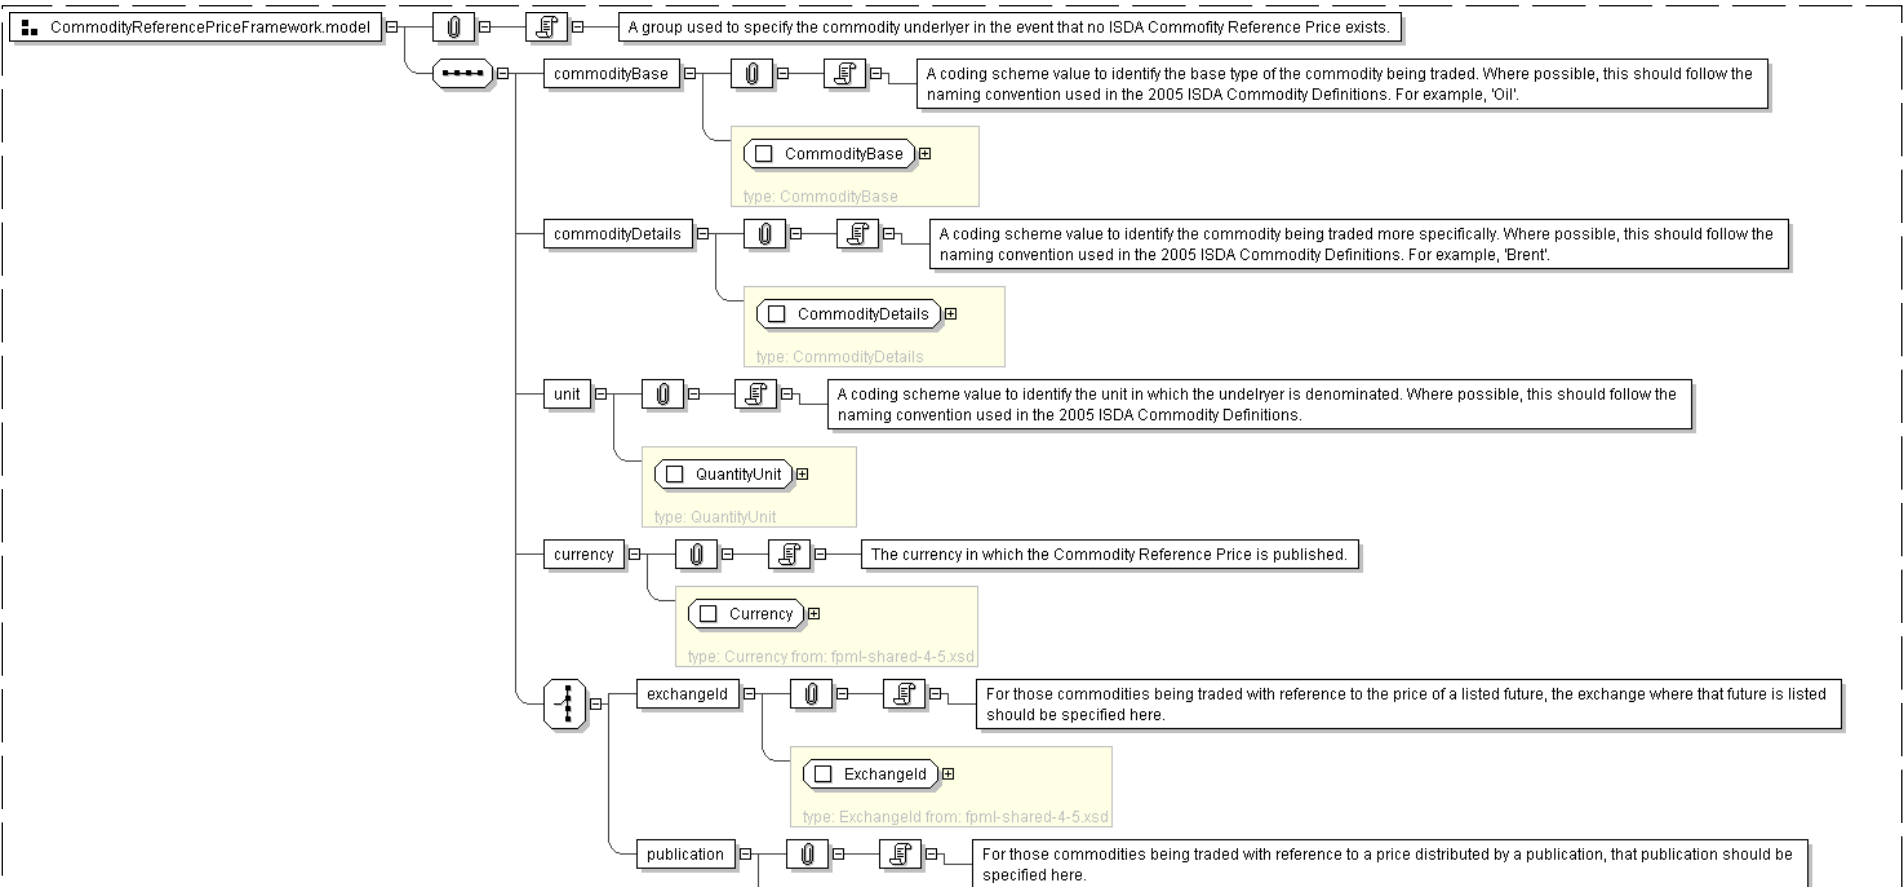 CommodityReferencePriceFramework.model
A group used to specify the commodity underlyer in the event that no ISDA Commofity Reference Price exists.
commodityBase
A coding scheme value to identify the base type of the commodity being traded. Where possible, this should follow the
naming convention used in the 2005 ISDA Commodity Definitions. For example, 'Oil'.
CommodityBase
type: CommodityBase
commodityDetails
A coding scheme value to identify the commodity being traded more specifically. Where possible, this should follow the
naming convention used in the 2005 ISDA Commodity Definitions. For example, 'Brent'.
CommodityDetails
type: CommodityDetails
unit
A coding scheme value to identify the unit in which the undelryer is denominated. Where possible, this should follow the
naming convention used in the 2005 ISDA Commodity Definitions.
QuantityUnit
type: QuantityUnit
currency
The currency in which the Commodity Reference Price is published.
Currency
type: Currency from: fpml-shared-4-5.xsd
exchangeId
For those commodities being traded with reference to the price of a listed future, the exchange where that future is listed
should be specified here.
ExchangeId
type: ExchangeId from: fpml-shared-4-5.xsd
publication
For those commodities being traded with reference to a price distributed by a publication, that publication should be
specified here.